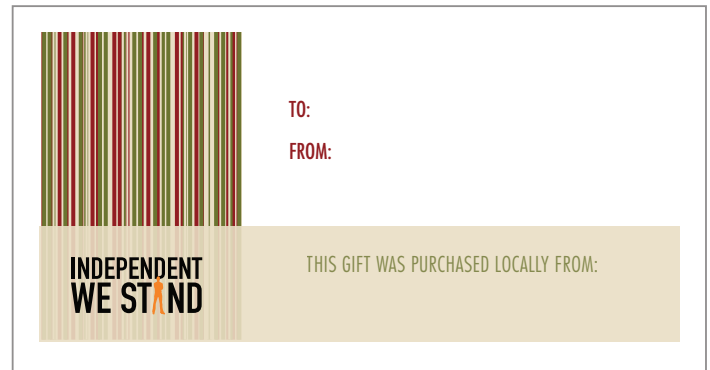 TO:
FROM:
THIS GIFT WAS PURCHASED LOCALLY FROM:
INDEPENDENT
WE STAND